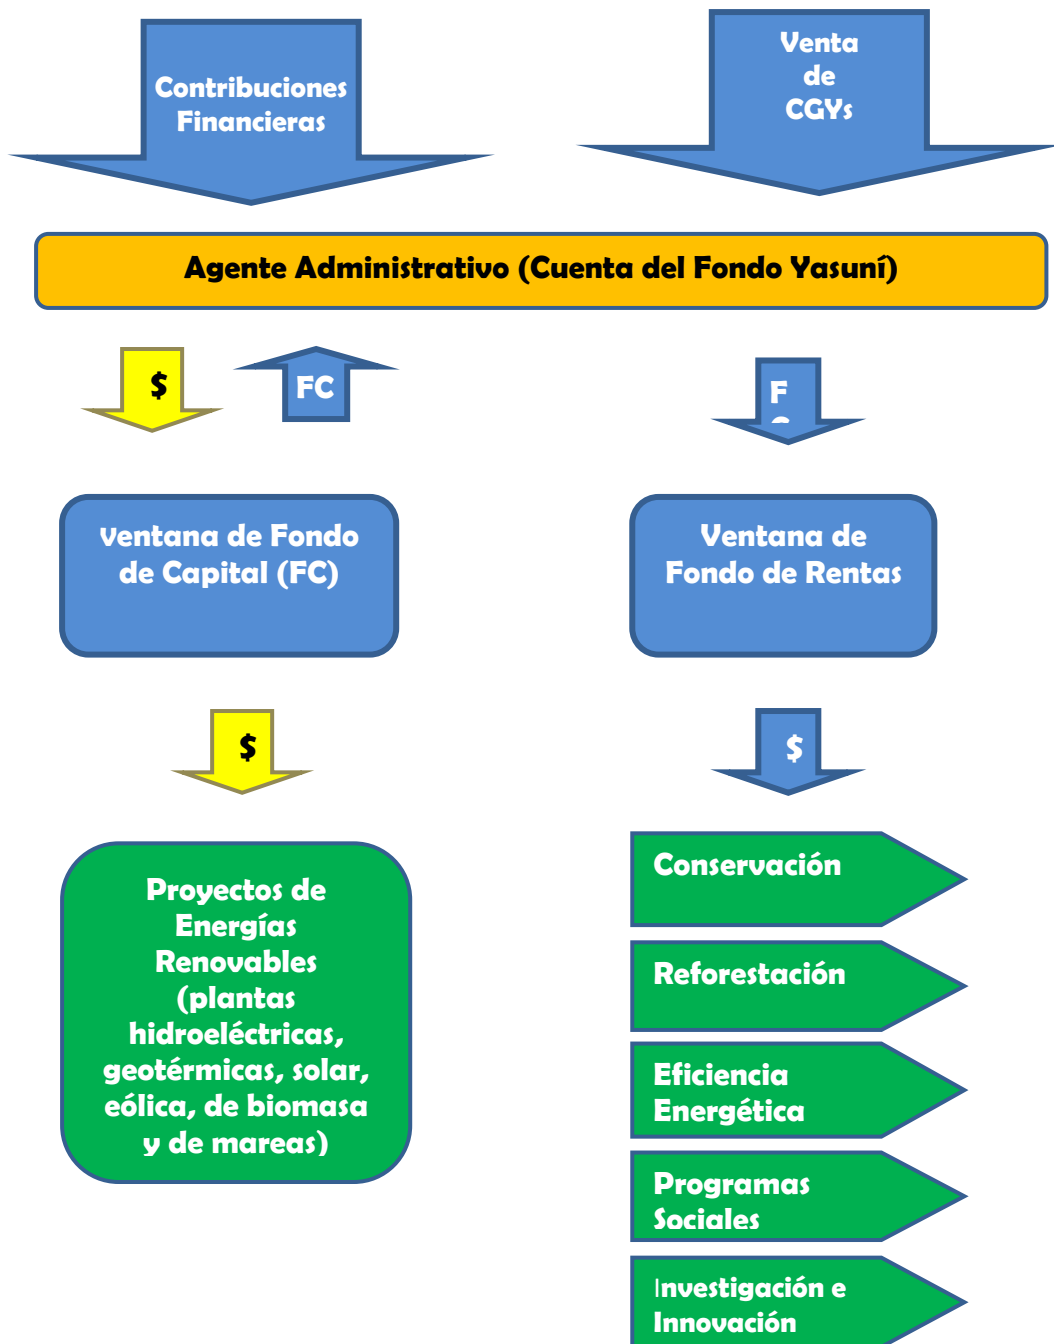 Contribuciones
Financieras
Venta
de
CGYs
Agente Administrativo (Cuenta del Fondo Yasuní)
$
FC
F
Ventana de Fondo
de Capital (FC)
Ventana de
Fondo de Rentas
$
$
Proyectos de
Energías
Renovables
(plantas
hidroeléctricas,
geotérmicas, solar,
eólica, de biomasa
y de mareas)
Conservación
Reforestación
Eficiencia
Energética
Programas
Sociales
Investigación e
Innovación